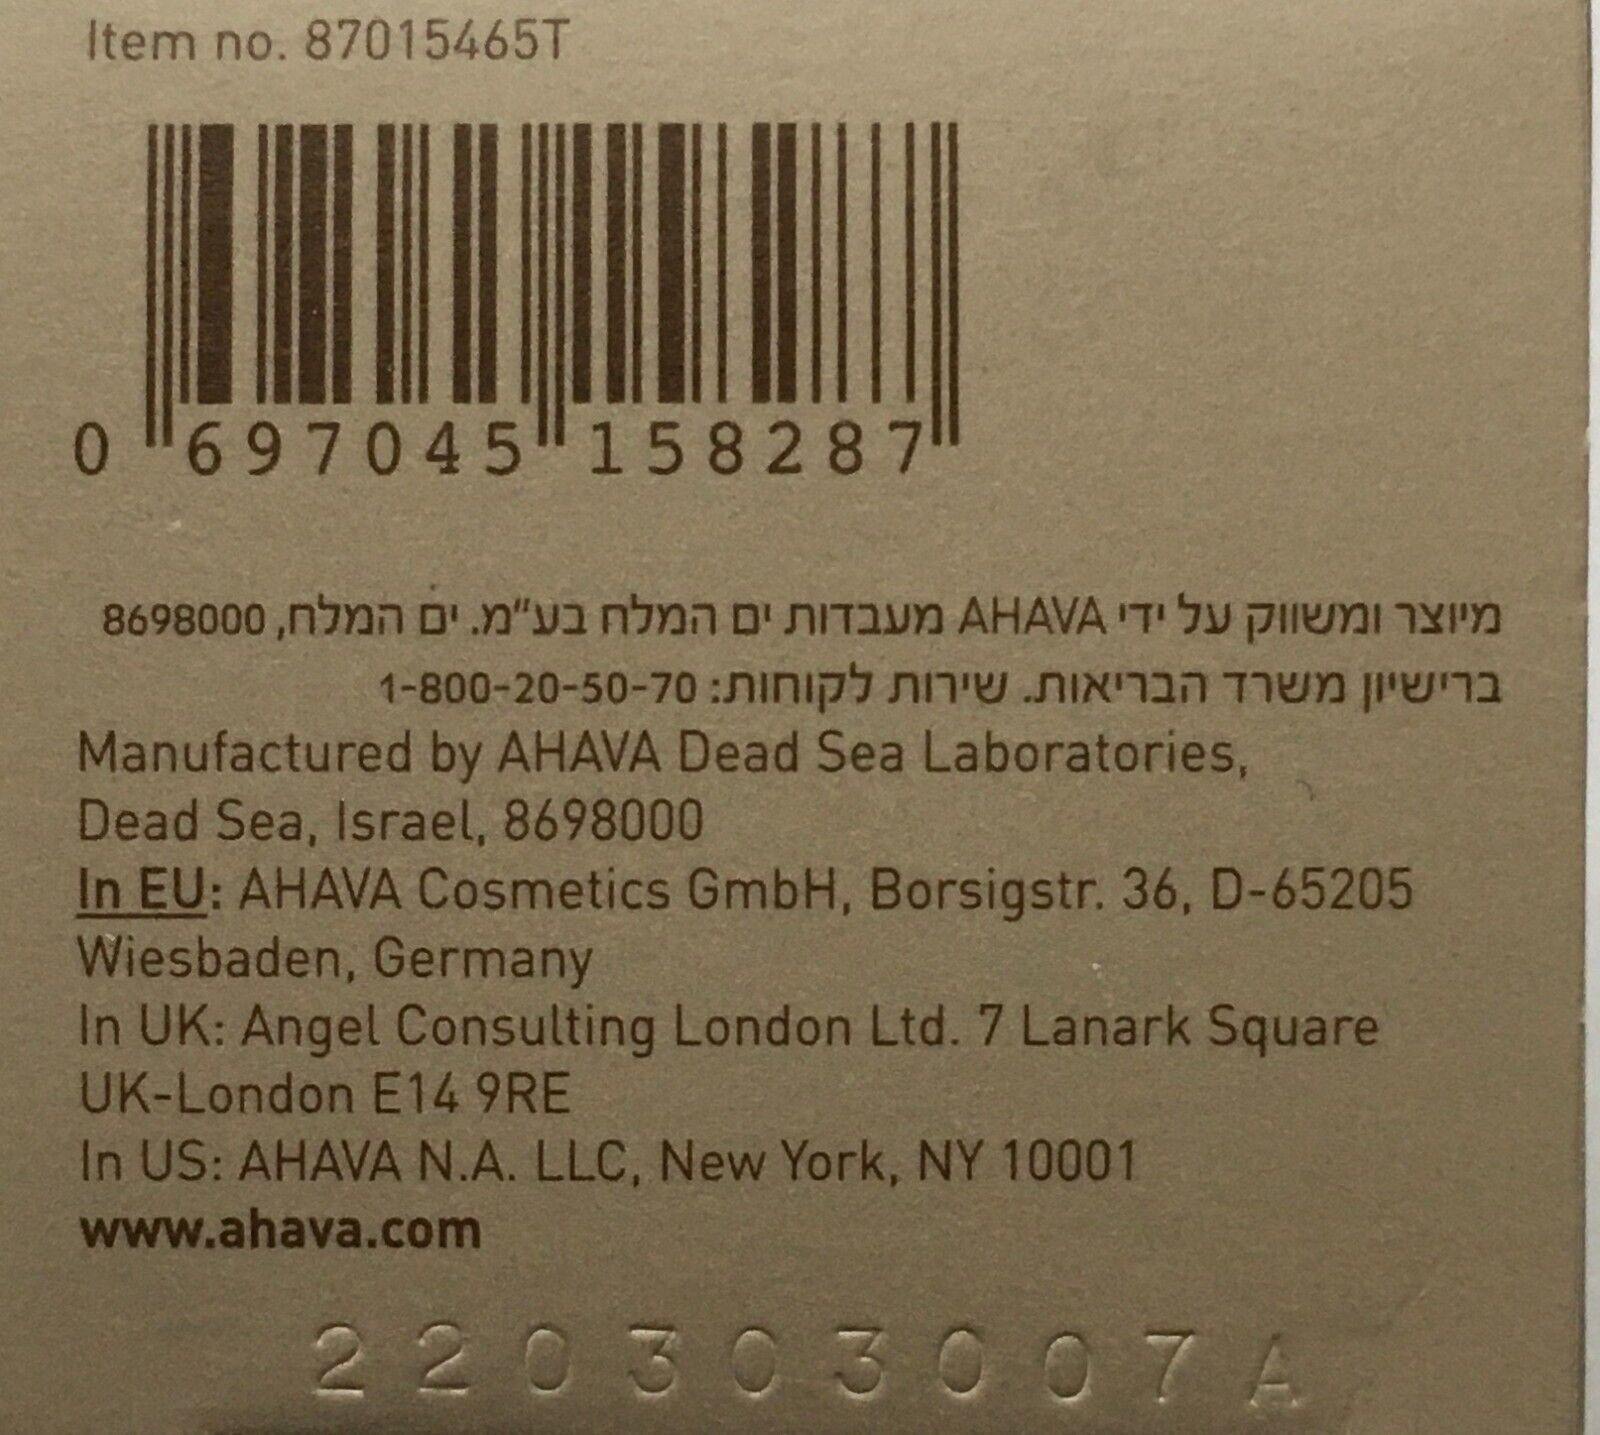 Item no. 87015465T
0 697045 158287
מיוצר ומשווק על ידי AHAVA מעבדות ים המלח בע"מ. ים המלח, 8698000
ברישיון משרד הבריאות. שירות לקוחות: 1-800-20-50-70
Manufactured by AHAVA Dead Sea Laboratories,
Dead Sea, Israel, 8698000
In EU: AHAVA Cosmetics GmbH, Borsigstr. 36, D-65205
Wiesbaden, Germany
In UK: Angel Consulting London Ltd. 7 Lanark Square
UK-London E14 9RE
In US: AHAVA N.A. LLC, New York, NY 10001
www.ahava.com
220303007A